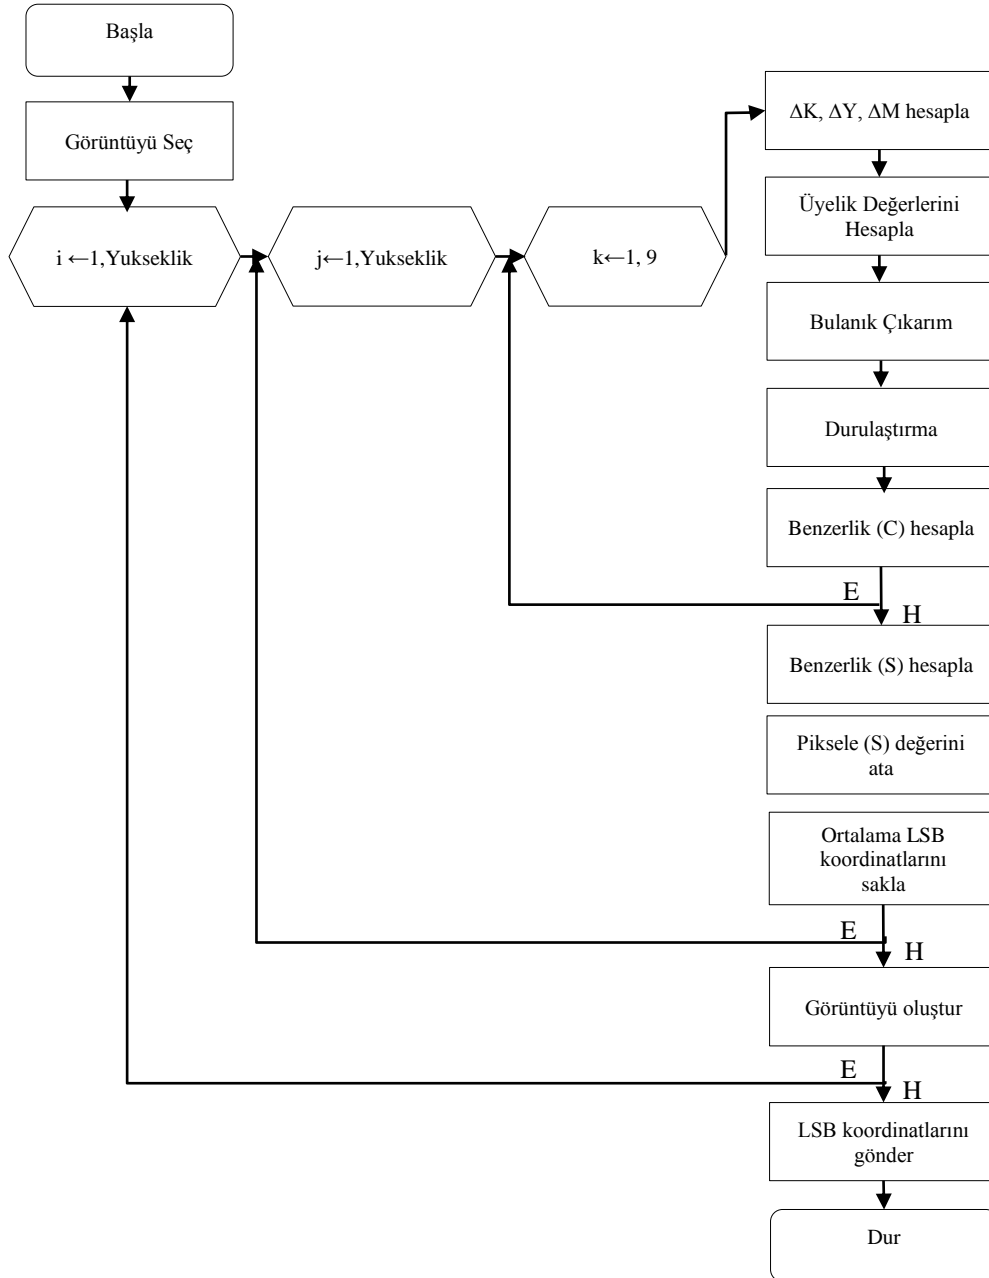 Başla
Görüntüyü Seç
i ←1,Yukseklik
j←1,Yukseklik
k←1, 9
ΔK, ΔY, ΔM hesapla
Üyelik Değerlerini
Hesapla
Bulanık Çıkarım
Durulaştırma
Benzerlik (C) hesapla
E
H
Benzerlik (S) hesapla
Piksele (S) değerini
ata
Ortalama LSB
koordinatlarını
sakla
E
H
Görüntüyü oluştur
E
H
LSB koordinatlarını
gönder
Dur